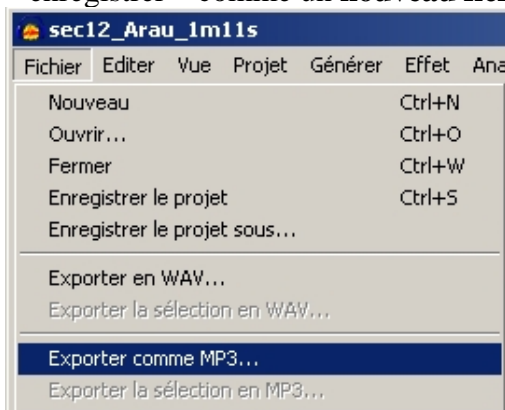 sec12_Arau_1m11s
Fichier Editer Vue Projet Générer Effet Ana
Nouveau Ctrl+N
Ouvrir... Ctrl+O
Fermer Ctrl+W
Enregistrer le projet Ctrl+S
Enregistrer le projet sous...
Exporter en WAV...
Exporter la sélection en WAV...
Exporter comme MP3...
Exporter la sélection en MP3...